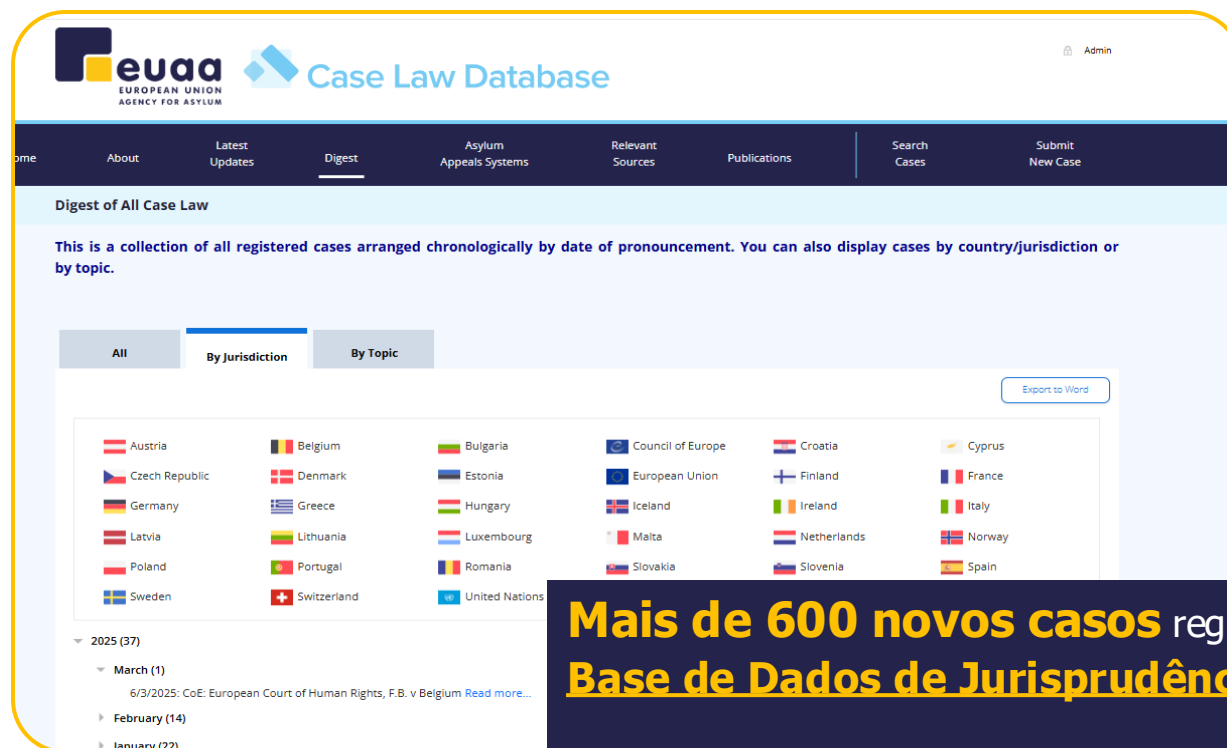 euaa
EUROPEAN UNION
AGENCY FOR ASYLUM
Case Law Database
Admin
ome
About
Latest
Updates
Digest
Asylum
Appeals Systems
Relevant
Sources
Publications
Search
Cases
Submit
New Case
Digest of All Case Law
This is a collection of all registered cases arranged chronologically by date of pronouncement. You can also display cases by country/jurisdiction or
by topic.
All
By Jurisdiction
By Topic
Export to Word
Austria Belgium Bulgaria Council of Europe Croatia Cyprus
Czech Republic Denmark Estonia European Union Finland France
Germany Greece Hungary Iceland Ireland Italy
Latvia Lithuania Luxembourg Malta Netherlands Norway
Poland Portugal Romania Slovakia Slovenia Spain
Sweden Switzerland United Nations
2025 (37)
March (1)
6/3/2025: CoE: European Court of Human Rights, F.B. v Belgium Read more...
February (14)
January (22)
Mais de 600 novos casos reg
Base de Dados de Jurisprudênc